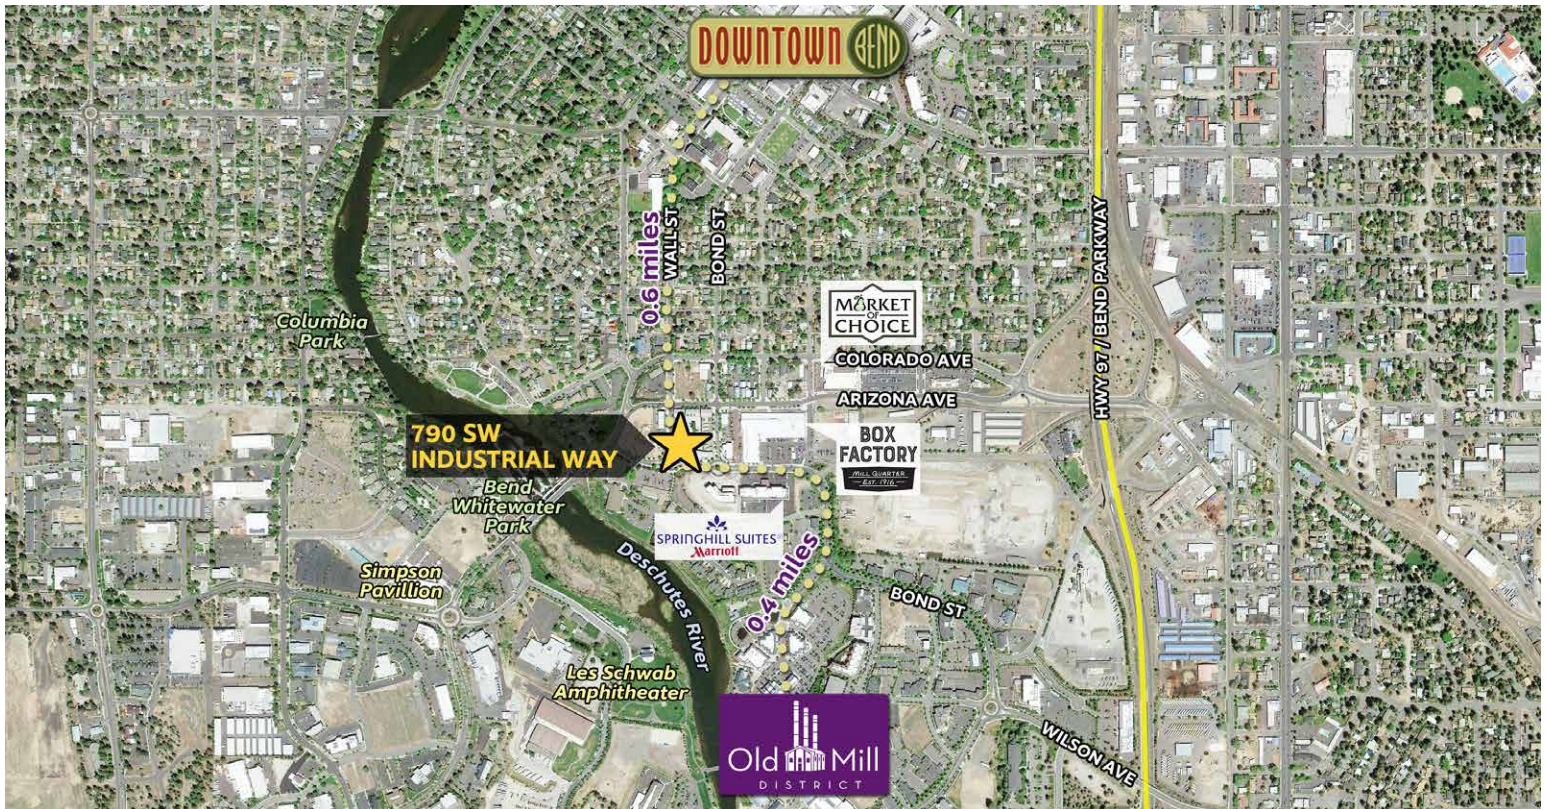 DOWNTOWN BEND
0.6 miles
WALL ST
BOND ST
HWY 97 / BEND PARKWAY
MARKET
OF
CHOICE
Columbia
Park
COLORADO AVE
ARIZONA AVE
790 SW
INDUSTRIAL WAY
BOX
FACTORY
MILL QUARTER
EST. 1916
Bend
Whitewater
Park
SPRINGHILL SUITES®
Marriott
Deschutes River
0.4 miles
Simpson
Pavillion
BOND ST
Les Schwab
Amphitheater
Old Mill
DISTRICT
WILSON AVE